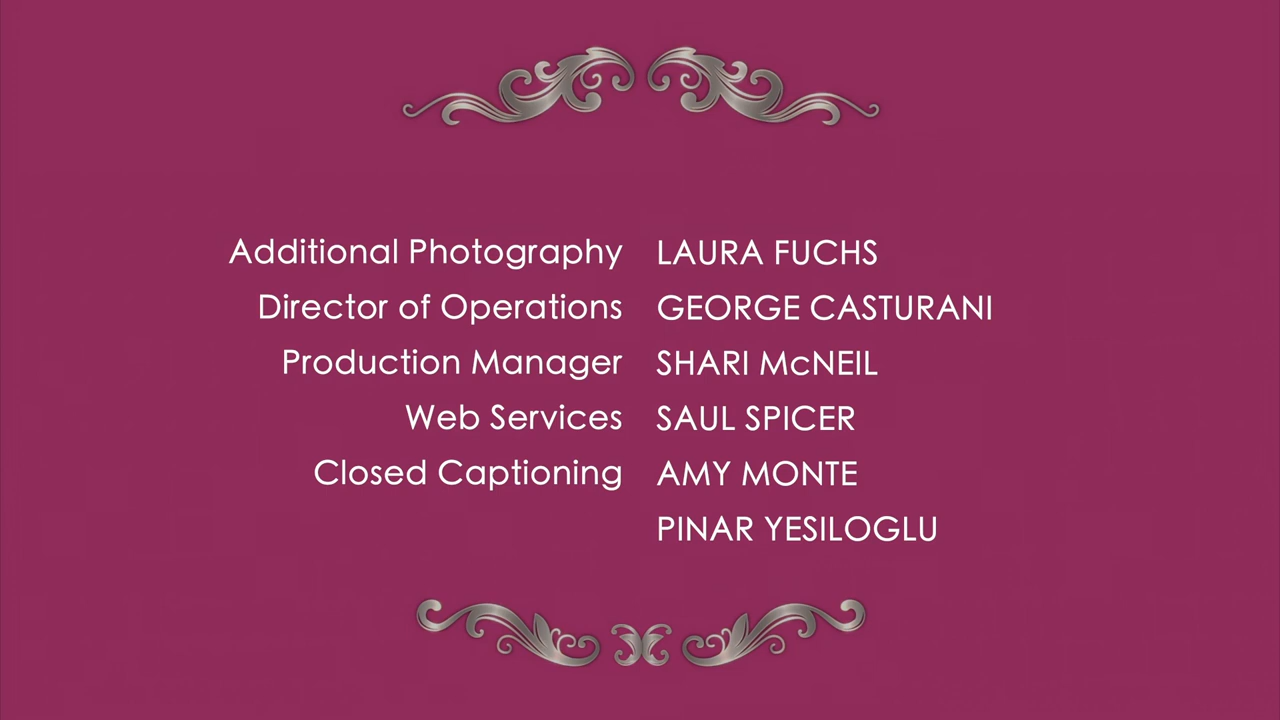 Additional Photography LAURA FUCHS
Director of Operations GEORGE CASTURANI
Production Manager SHARI McNEIL
Web Services SAUL SPICER
Closed Captioning AMY MONTE
PINAR YESILOGLU